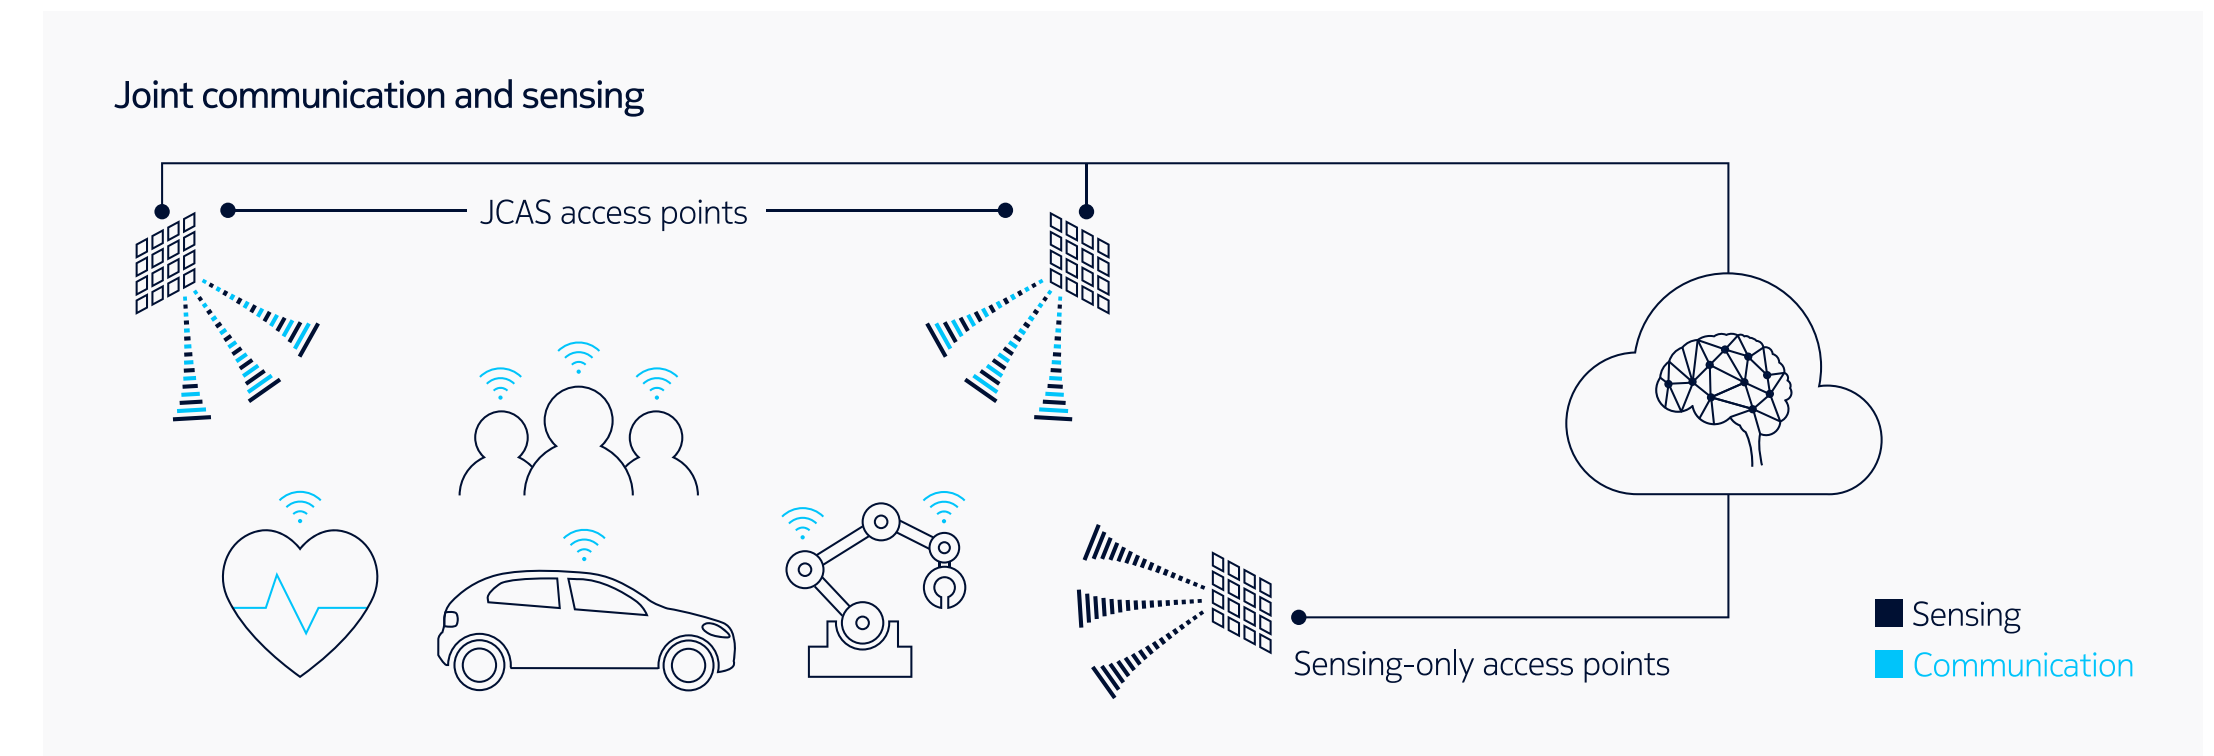 Joint communication and sensing
JCAS access points
Sensing-only access points
Sensing
Communication